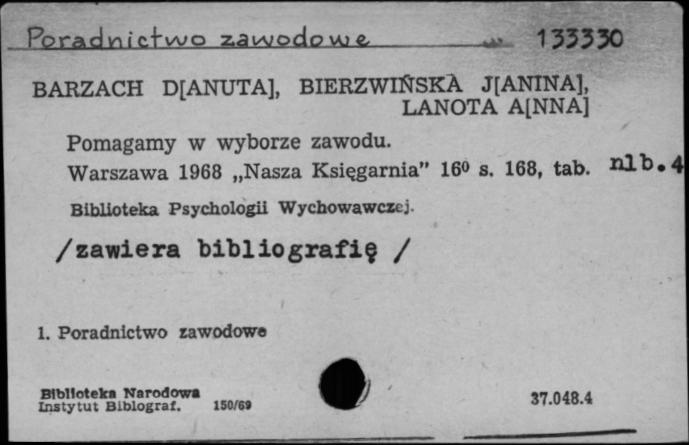 Poradnictwo zawodowe 133330
BARZACH D[ANUTA], BIERZWIŃSKA J[ANINA],
LANOTA A[NNA]
Pomagamy w wyborze zawodu.
Warszawa 1968 „Nasza Księgarnia” 16⁰ s. 168, tab. nlb.4
Biblioteka Psychologii Wychowawczej.
/zawiera bibliografię /
1. Poradnictwo zawodowe
Biblioteka Narodowa
Instytut Bibliograf. 150/69 37.048.4